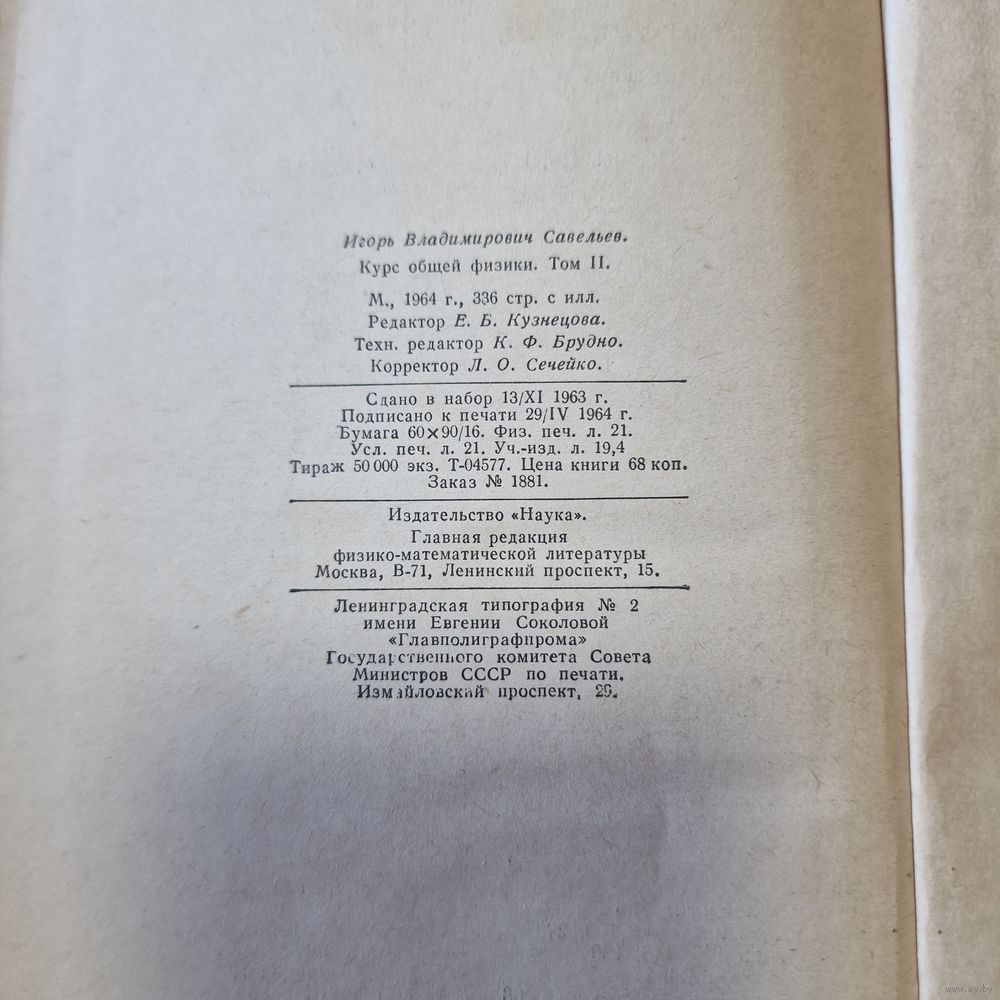 Игорь Владимирович Савельев.
Курс общей физики. Том II.
М., 1964 г., 336 стр. с илл.
Редактор Е. Б. Кузнецова.
Техн. редактор К. Ф. Брудно.
Корректор Л. О. Сечейко.
Сдано в набор 13/XI 1963 г.
Подписано к печати 29/IV 1964 г.
Бумага 60×90/16. Физ. печ. л. 21.
Усл. печ. л. 21. Уч.-изд. л. 19,4
Тираж 50 000 экз. Т-04577. Цена книги 68 коп.
Заказ № 1881.
Издательство «Наука».
Главная редакция
физико-математической литературы
Москва, В-71, Ленинский проспект, 15.
Ленинградская типография № 2
имени Евгении Соколовой
«Главполиграфпрома»
Государственного комитета Совета
Министров СССР по печати.
Измайловский проспект, 29.
www.ay.by